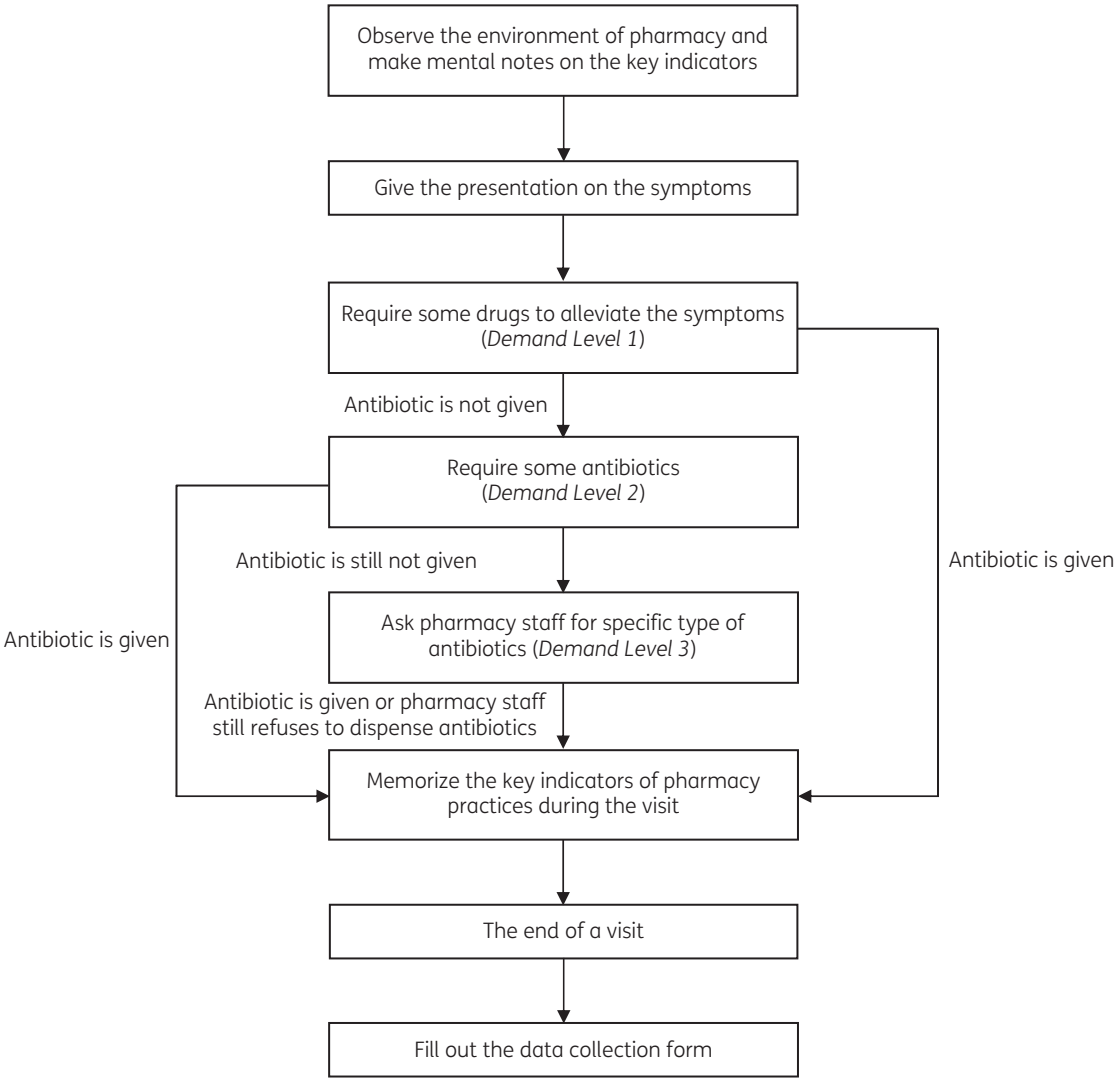 Observe the environment of pharmacy and
make mental notes on the key indicators
Give the presentation on the symptoms
Require some drugs to alleviate the symptoms
(Demand Level 1)
Antibiotic is not given
Require some antibiotics
(Demand Level 2)
Antibiotic is still not given
Antibiotic is given
Ask pharmacy staff for specific type of
antibiotics (Demand Level 3)
Antibiotic is given
Antibiotic is given or pharmacy staff
still refuses to dispense antibiotics
Memorize the key indicators of pharmacy
practices during the visit
The end of a visit
Fill out the data collection form